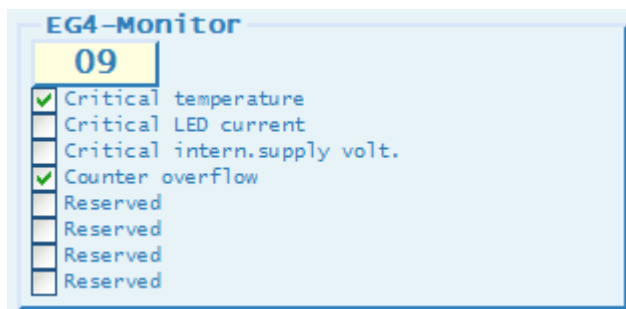 EG4-Monitor
09
Critical temperature
Critical LED current
Critical intern.supply volt.
Counter overflow
Reserved
Reserved
Reserved
Reserved